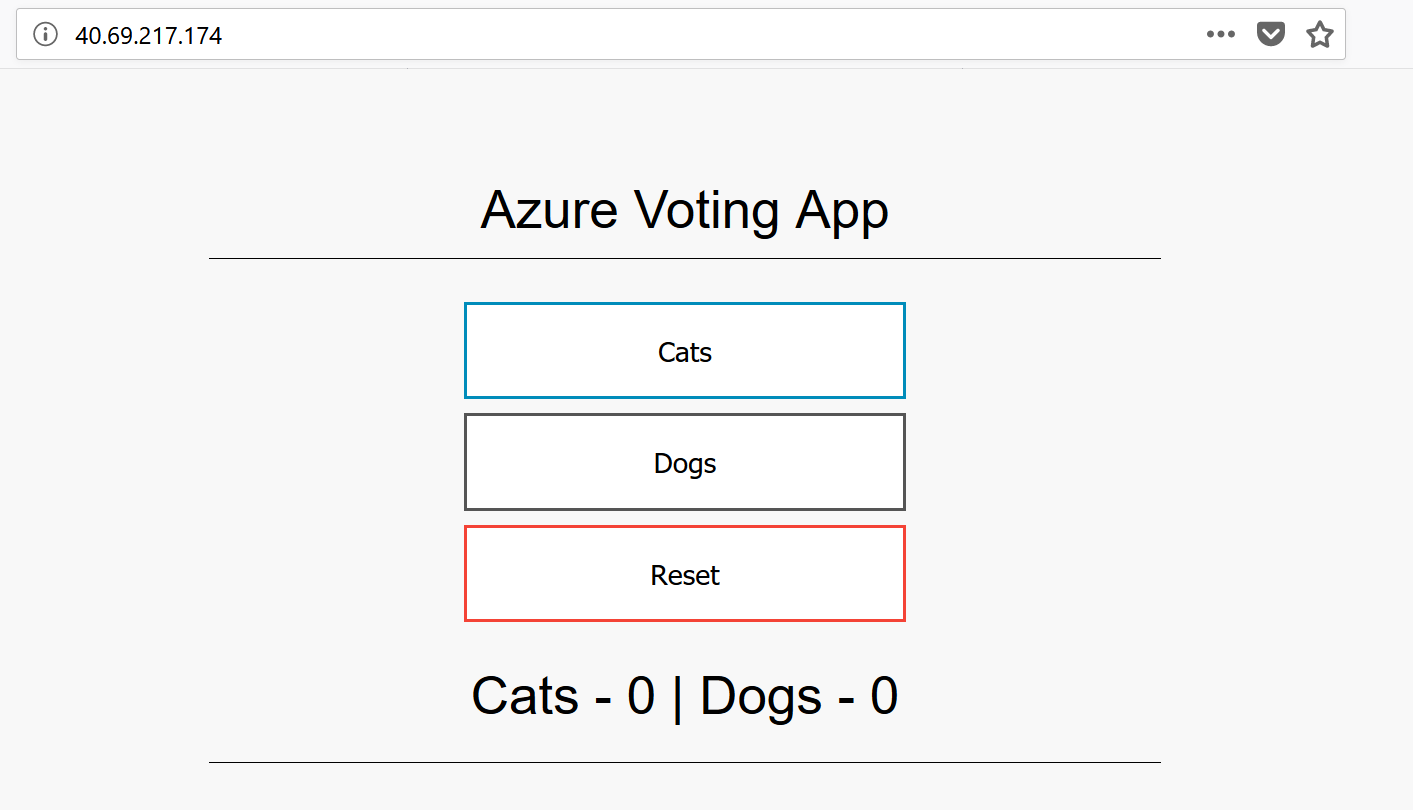 40.69.217.174
Azure Voting App
Cats
Dogs
Reset
Cats - 0 | Dogs - 0